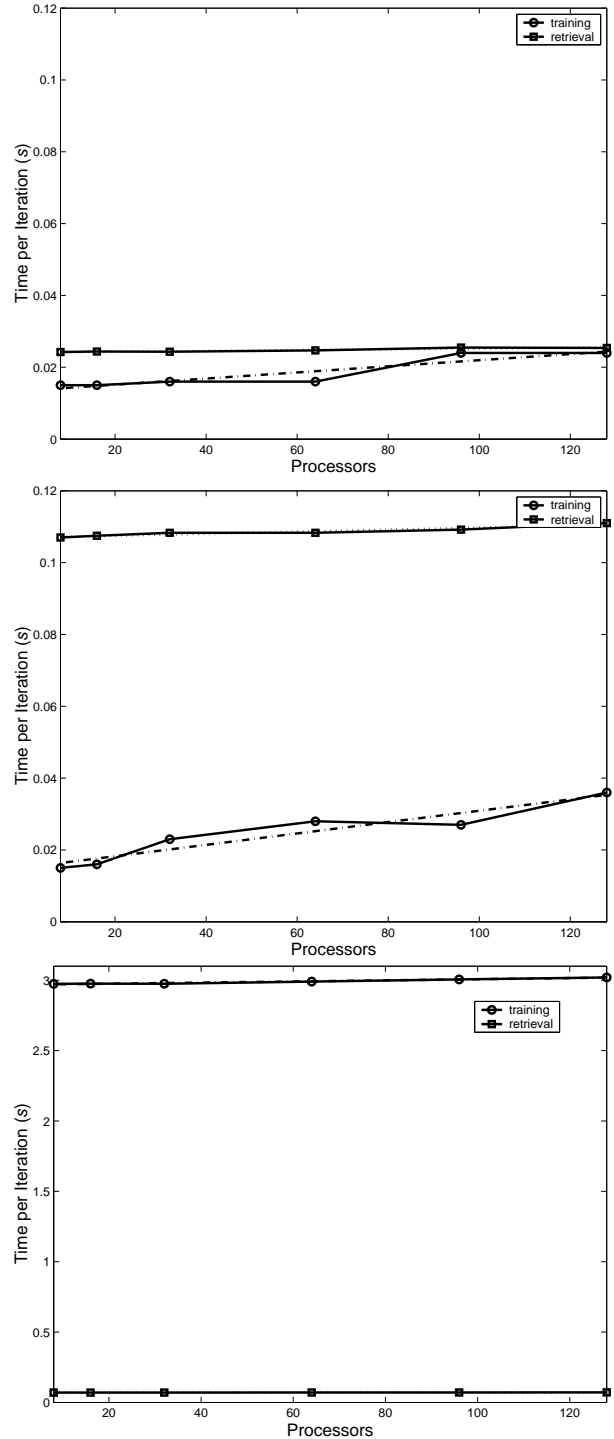 0.12
training
retrieval
0.1
0.08
Time per Iteration (s)
0.06
0.04
0.02
0
20 40 60 80 100 120
Processors
0.12
training
retrieval
0.1
0.08
Time per Iteration (s)
0.06
0.04
0.02
0
20 40 60 80 100 120
Processors
3
training
retrieval
2.5
2
Time per Iteration (s)
1.5
1
0.5
0
20 40 60 80 100 120
Processors